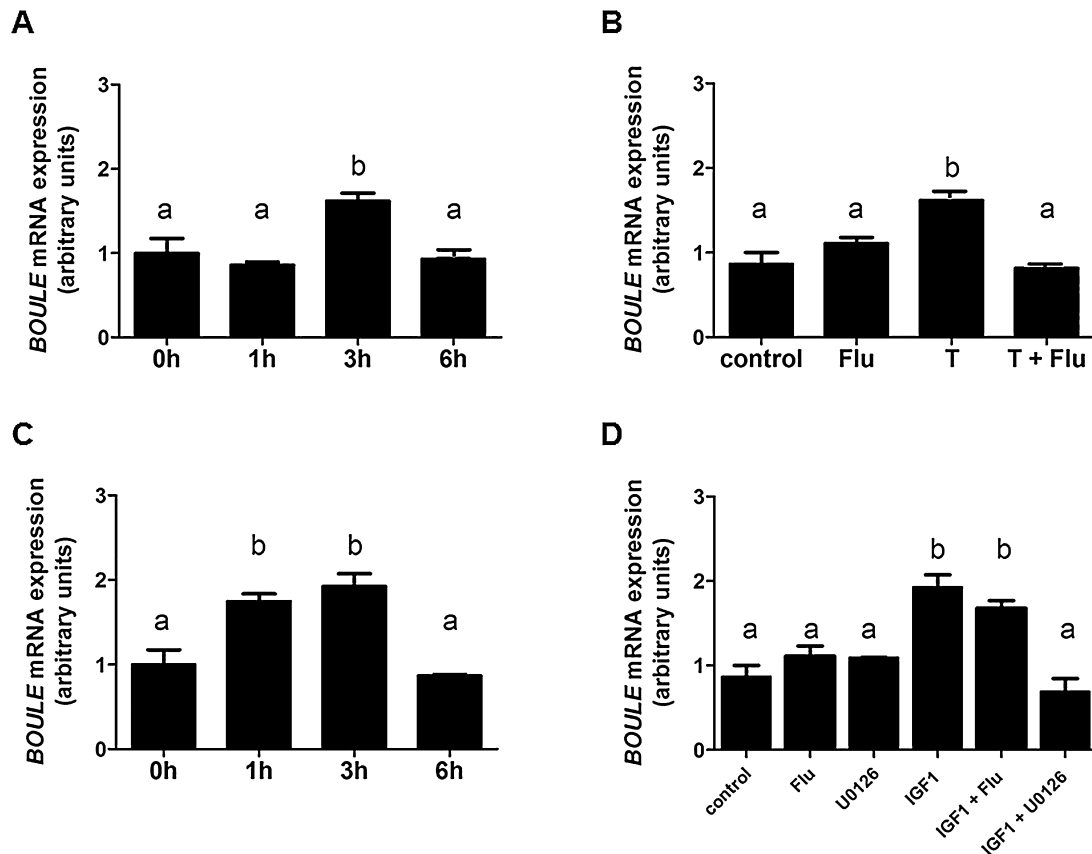 A
BOULE mRNA expression
(arbitrary units)
3
2
1
0
a
a
b
a
0h
1h
3h
6h
B
BOULE mRNA expression
(arbitrary units)
3
2
1
0
a
a
b
a
control
Flu
T
T + Flu
C
BOULE mRNA expression
(arbitrary units)
3
2
1
0
a
b
b
a
0h
1h
3h
6h
D
BOULE mRNA expression
(arbitrary units)
3
2
1
0
a
a
a
b
b
a
control
Flu
U0126
IGF1
IGF1 + Flu
IGF1 + U0126